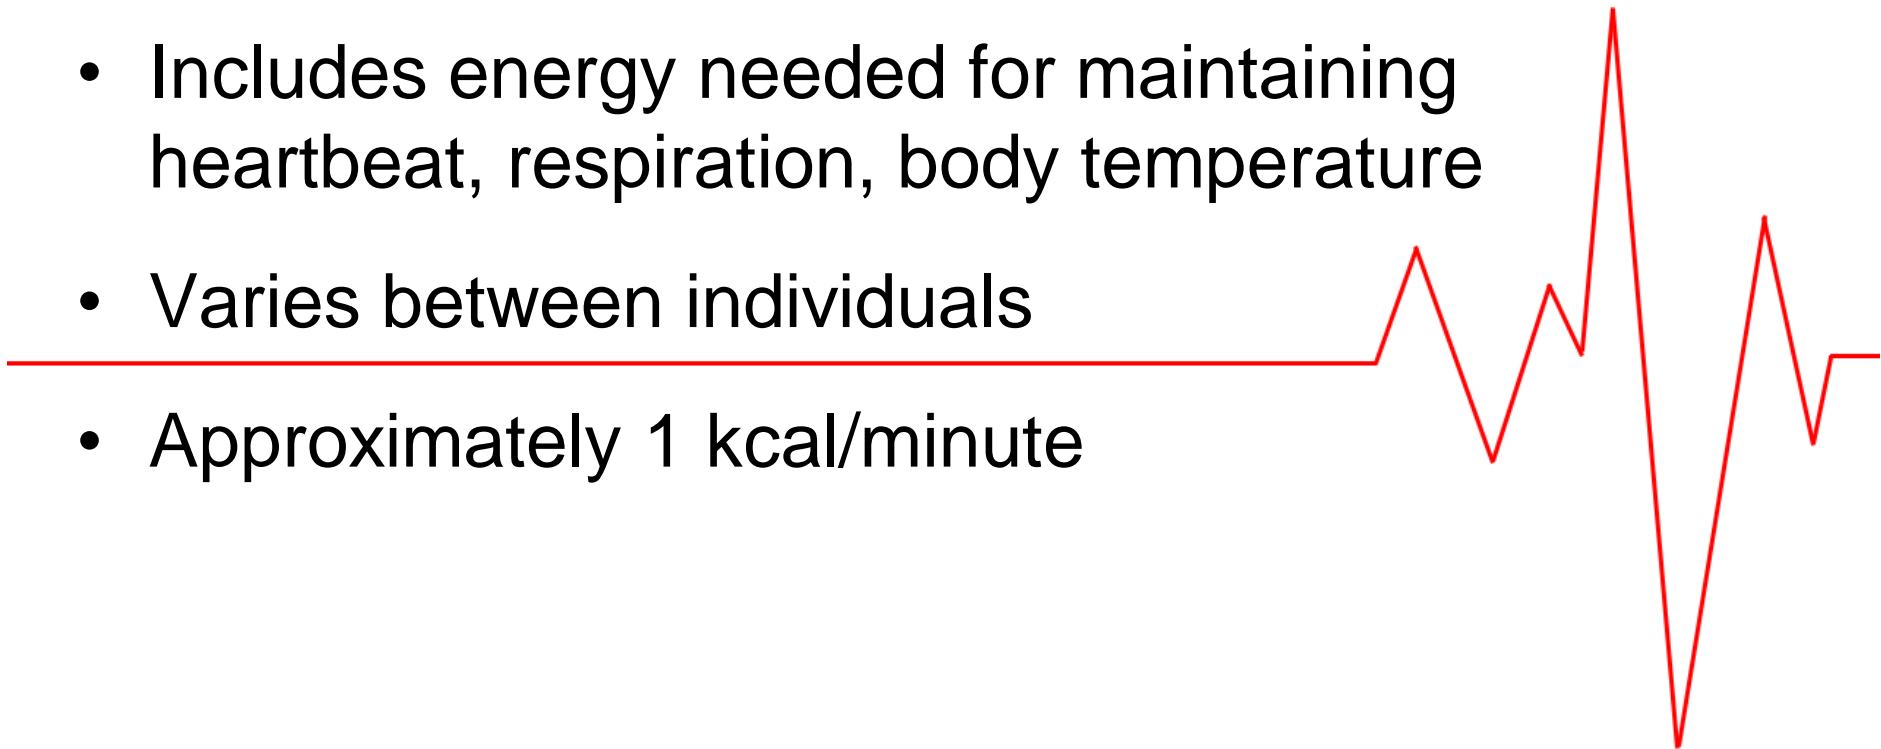 • Includes energy needed for maintaining
heartbeat, respiration, body temperature
• Varies between individuals
• Approximately 1 kcal/minute